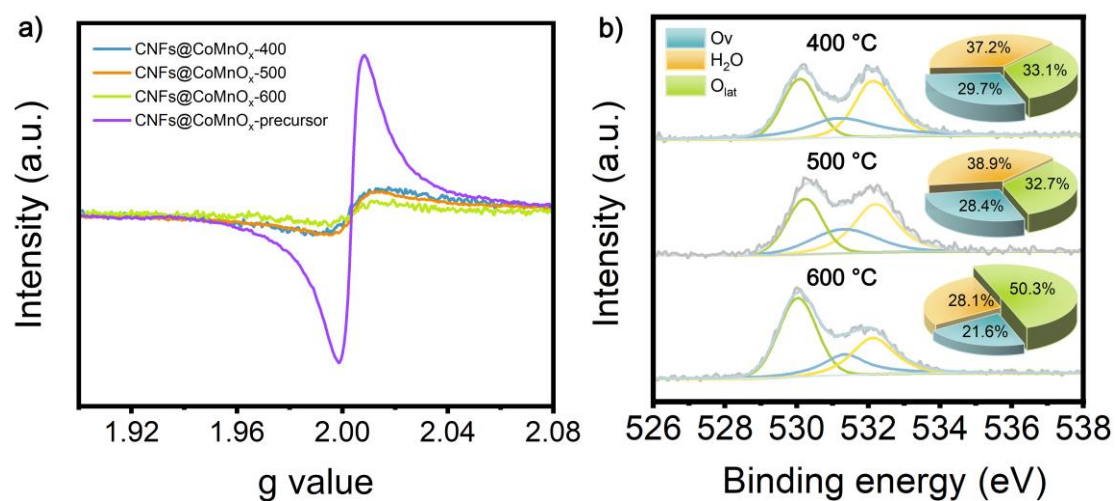 a)
CNFs@CoMnOₓ-400
CNFs@CoMnOₓ-500
CNFs@CoMnOₓ-600
CNFs@CoMnOₓ-precursor
Intensity (a.u.)
1.92 1.96 2.00 2.04 2.08
g value
b)
Ov
H₂O
Oₗₐₜ
400 °C
37.2%
33.1%
29.7%
500 °C
38.9%
32.7%
28.4%
600 °C
50.3%
28.1%
21.6%
Intensity (a.u.)
526 528 530 532 534 536 538
Binding energy (eV)